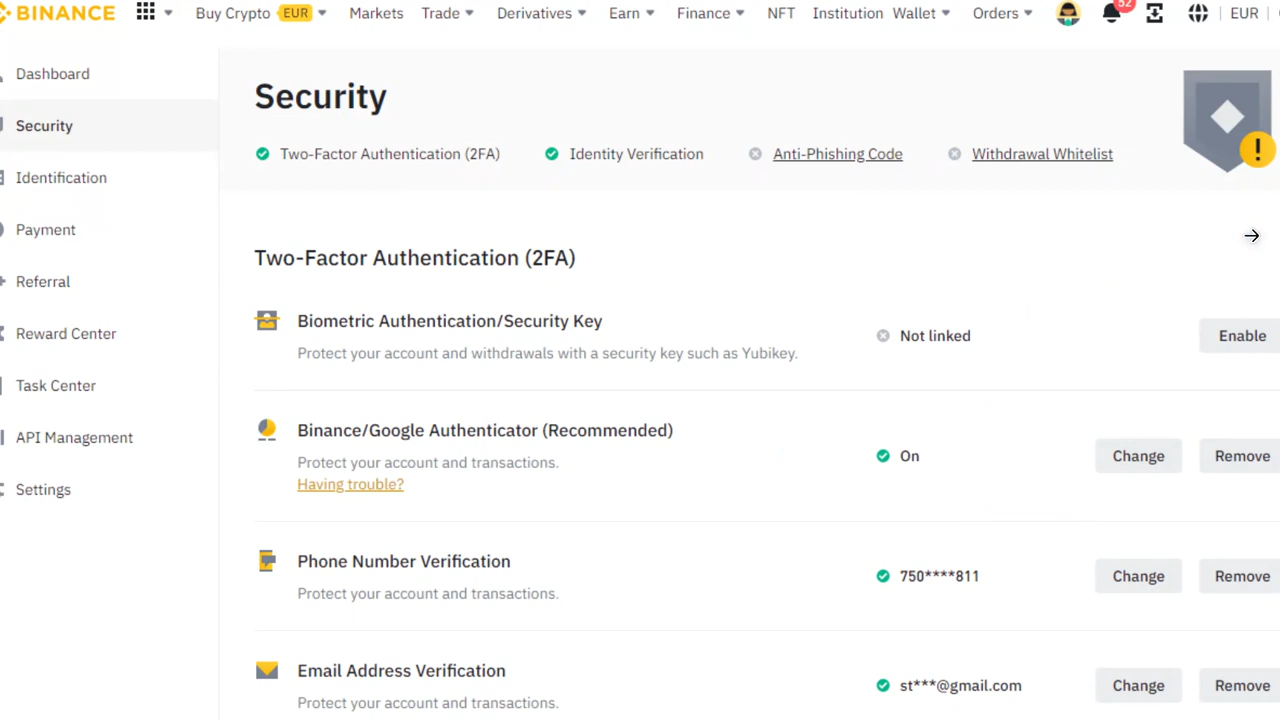 BINANCE Buy Crypto EUR Markets Trade Derivatives Earn Finance NFT Institution Wallet Orders 52 EUR
Dashboard
Security
Identification
Payment
Referral
Reward Center
Task Center
API Management
Settings
Security
Two-Factor Authentication (2FA) Identity Verification Anti-Phishing Code Withdrawal Whitelist
Two-Factor Authentication (2FA)
Biometric Authentication/Security Key
Protect your account and withdrawals with a security key such as Yubikey.
Not linked Enable
Binance/Google Authenticator (Recommended)
Protect your account and transactions.
Having trouble?
On Change Remove
Phone Number Verification
Protect your account and transactions.
750****811 Change Remove
Email Address Verification
Protect your account and transactions.
st***@gmail.com Change Remove